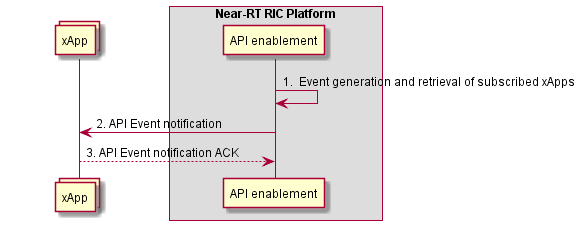 Near-RT RIC Platform
xApp
API enablement
1.  Event generation and retrieval of subscribed xApps
2. API Event notification
3. API Event notification ACK
xApp
API enablement